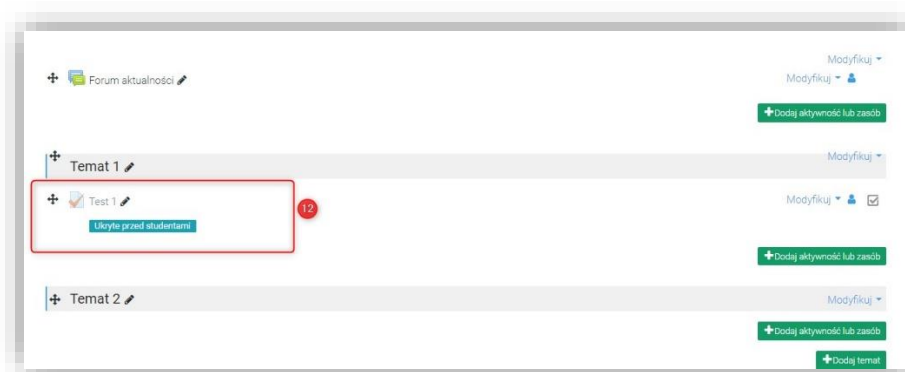 Modyfikuj
Forum aktualności Modyfikuj
Dodaj aktywność lub zasób
Temat 1 Modyfikuj
Test 1 Modyfikuj
12
Ukryte przed studentami
Dodaj aktywność lub zasób
Temat 2 Modyfikuj
Dodaj aktywność lub zasób
Dodaj temat